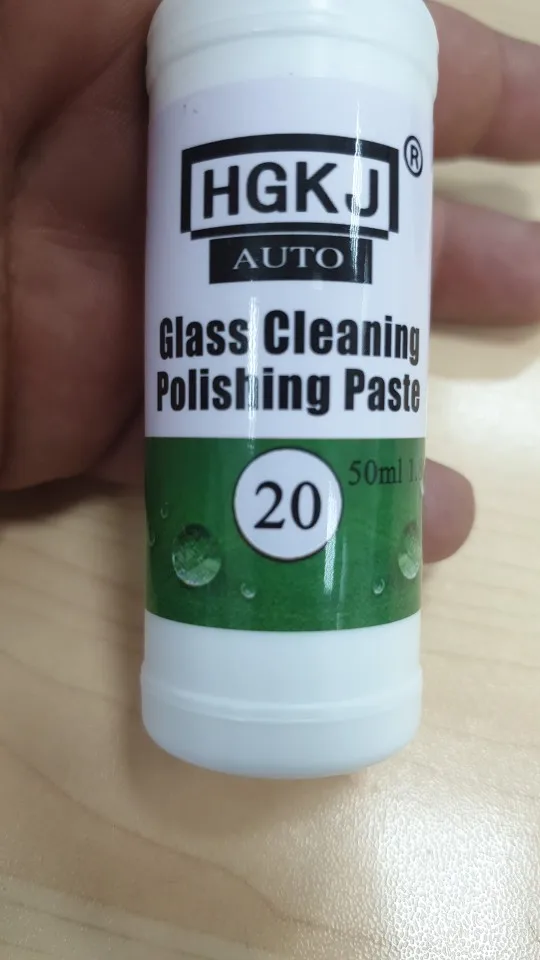 HGKJ ®
AUTO
Glass Cleaning
Polishing Paste
50ml
20